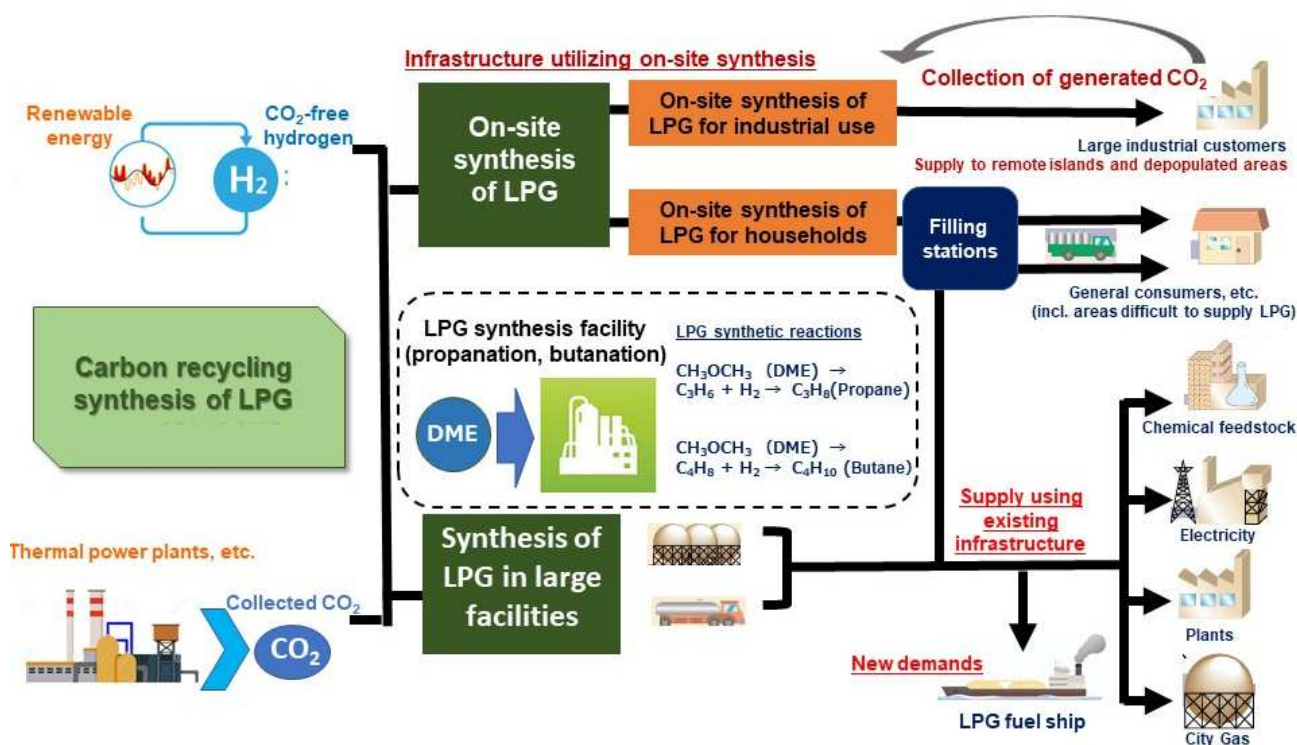 Infrastructure utilizing on-site synthesis
Renewable
energy
CO₂-free
hydrogen
H₂
:
On-site
synthesis
of LPG
On-site synthesis of
LPG for industrial use
Collection of generated CO₂
Large industrial customers
Supply to remote islands and depopulated areas
On-site synthesis of
LPG for households
Filling
stations
General consumers, etc.
(incl. areas difficult to supply LPG)
Carbon recycling
synthesis of LPG
LPG synthesis facility
(propanation, butanation)
DME
LPG synthetic reactions
CH₃OCH₃ (DME) →
C₃H₆ + H₂ → C₃H₈(Propane)
CH₃OCH₃ (DME) →
C₄H₈ + H₂ → C₄H₁₀ (Butane)
Thermal power plants, etc.
Collected CO₂
CO₂
Synthesis of
LPG in large
facilities
Supply using
existing
infrastructure
New demands
LPG fuel ship
Chemical feedstock
Electricity
Plants
City Gas